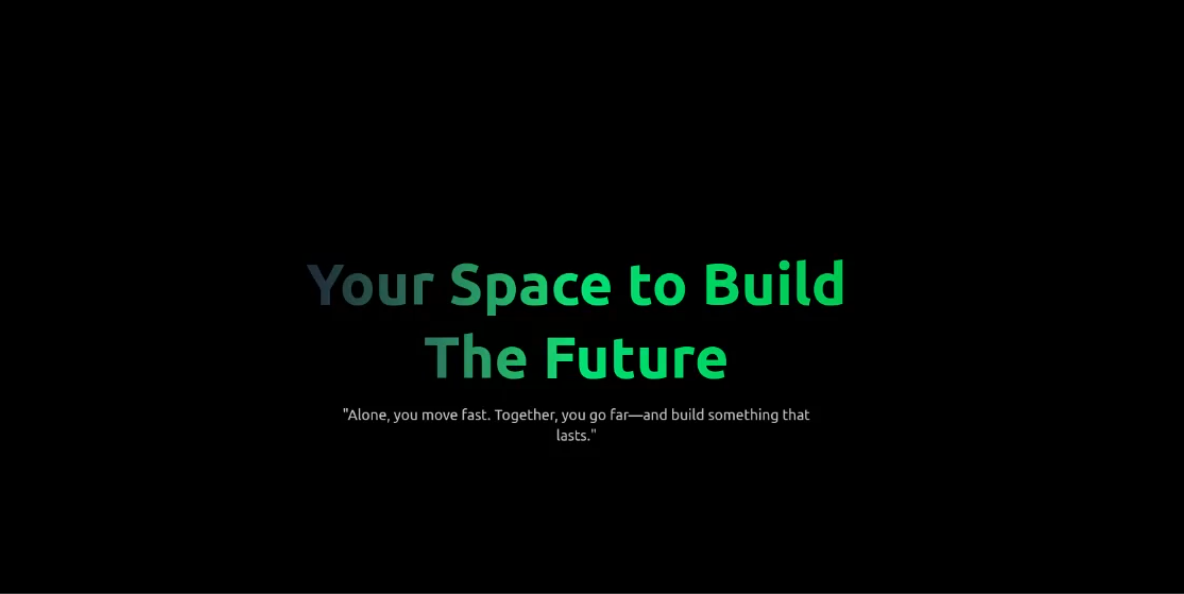 Your Space to Build
The Future
"Alone, you move fast. Together, you go far—and build something that
lasts."